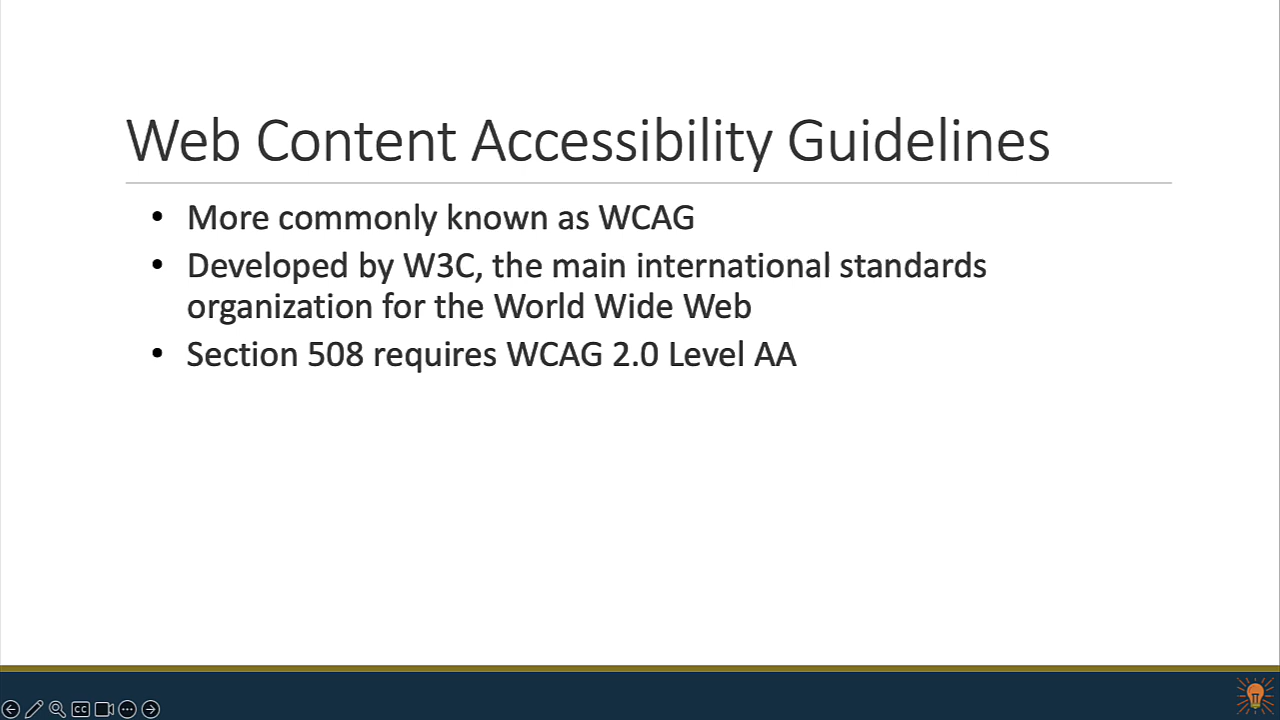 Web Content Accessibility Guidelines
• More commonly known as WCAG
• Developed by W3C, the main international standards
organization for the World Wide Web
• Section 508 requires WCAG 2.0 Level AA
CC